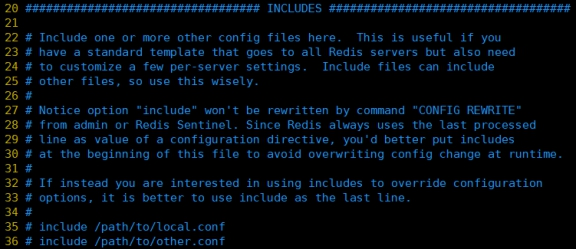 20 ################################## INCLUDES ###################################
21
22 # Include one or more other config files here.  This is useful if you
23 # have a standard template that goes to all Redis servers but also need
24 # to customize a few per-server settings.  Include files can include
25 # other files, so use this wisely.
26 #
27 # Notice option "include" won't be rewritten by command "CONFIG REWRITE"
28 # from admin or Redis Sentinel. Since Redis always uses the last processed
29 # line as value of a configuration directive, you'd better put includes
30 # at the beginning of this file to avoid overwriting config change at runtime.
31 #
32 # If instead you are interested in using includes to override configuration
33 # options, it is better to use include as the last line.
34 #
35 # include /path/to/local.conf
36 # include /path/to/other.conf